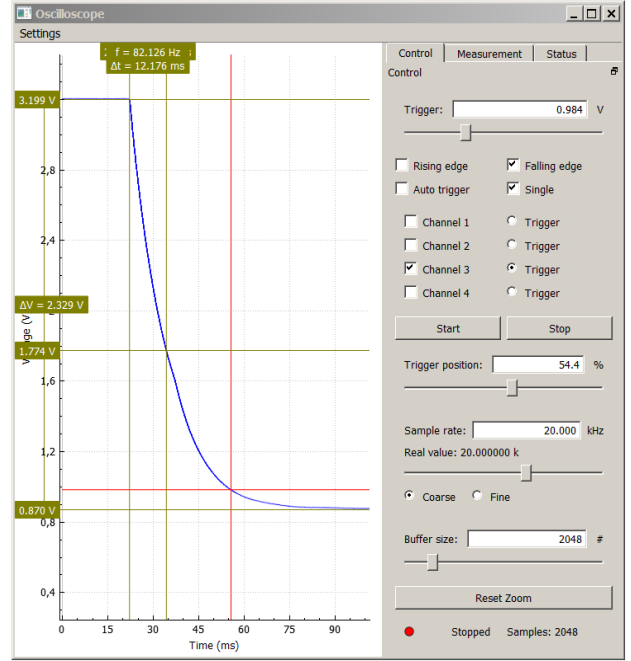 Oscilloscope
Settings
f = 82.126 Hz
Δt = 12.176 ms
3.199 V
2,8
2,4
ΔV = 2.329 V
1.774 V
1,6
1,2
0.870 V
0,8
0,4
0 15 30 45 60 75 90
Time (ms)
Control Measurement Status
Control
Trigger: 0.984 V
Rising edge Falling edge
Auto trigger Single
Channel 1 Trigger
Channel 2 Trigger
Channel 3 Trigger
Channel 4 Trigger
Start Stop
Trigger position: 54.4 %
Sample rate: 20.000 kHz
Real value: 20.000000 k
Coarse Fine
Buffer size: 2048 #
Reset Zoom
Stopped Samples: 2048